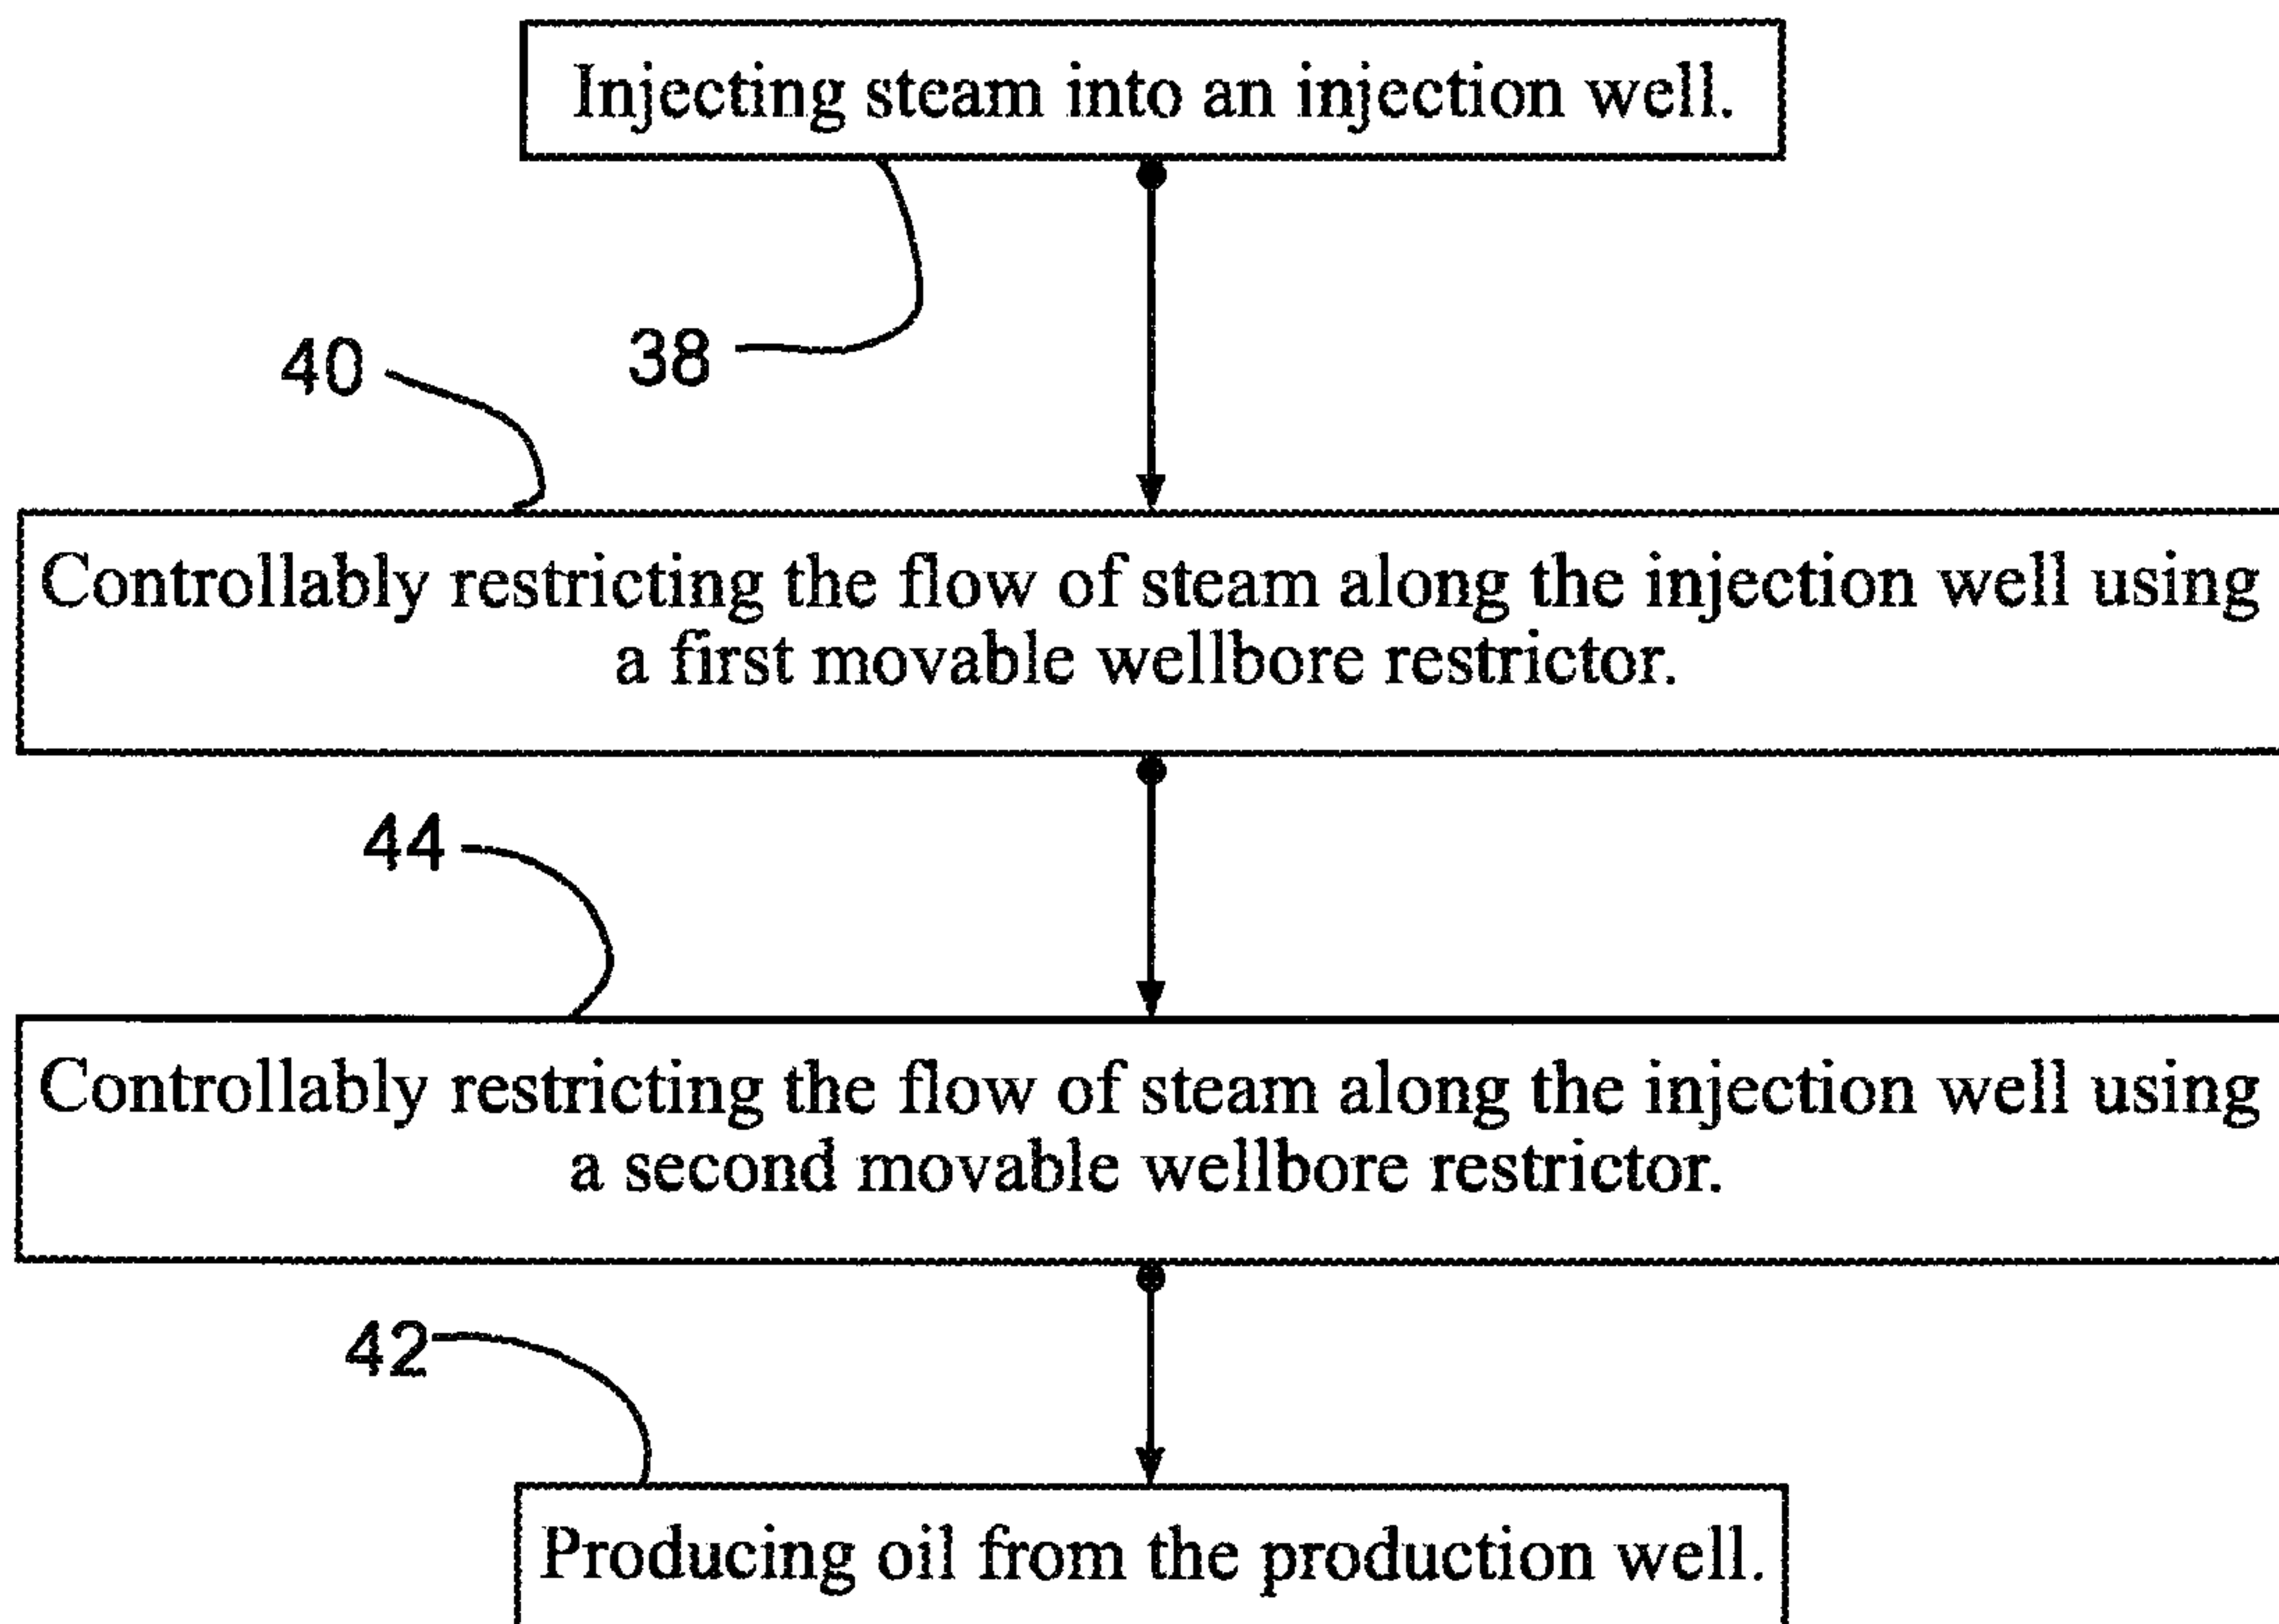 Injecting steam into an injection well.
38
40
Controllably restricting the flow of steam along the injection well using
a first movable wellbore restrictor.
44
Controllably restricting the flow of steam along the injection well using
a second movable wellbore restrictor.
42
Producing oil from the production well.